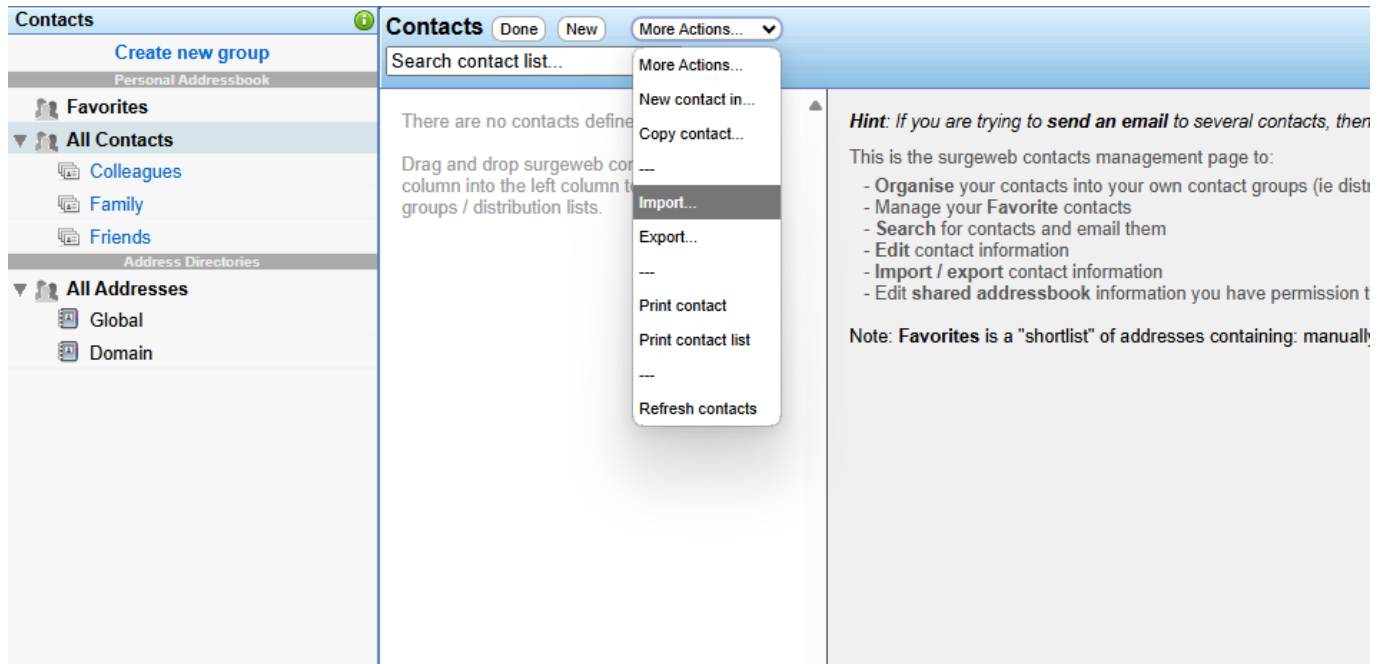 Contacts
Create new group
Personal Addressbook
Favorites
All Contacts
Colleagues
Family
Friends
Address Directories
All Addresses
Global
Domain
Contacts Done New More Actions...
Search contact list...
There are no contacts define
Drag and drop surgeweb
column into the left column
groups / distribution lists.
More Actions...
New contact in...
Copy contact...
---
Import...
Export...
---
Print contact
Print contact list
---
Refresh contacts
Hint: If you are trying to send an email to several contacts, then
This is the surgeweb contacts management page to:
- Organise your contacts into your own contact groups (ie
- Manage your Favorite contacts
- Search for contacts and email them
- Edit contact information
- Import / export contact information
- Edit shared addressbook information you have permission
Note: Favorites is a "shortlist" of addresses containing: